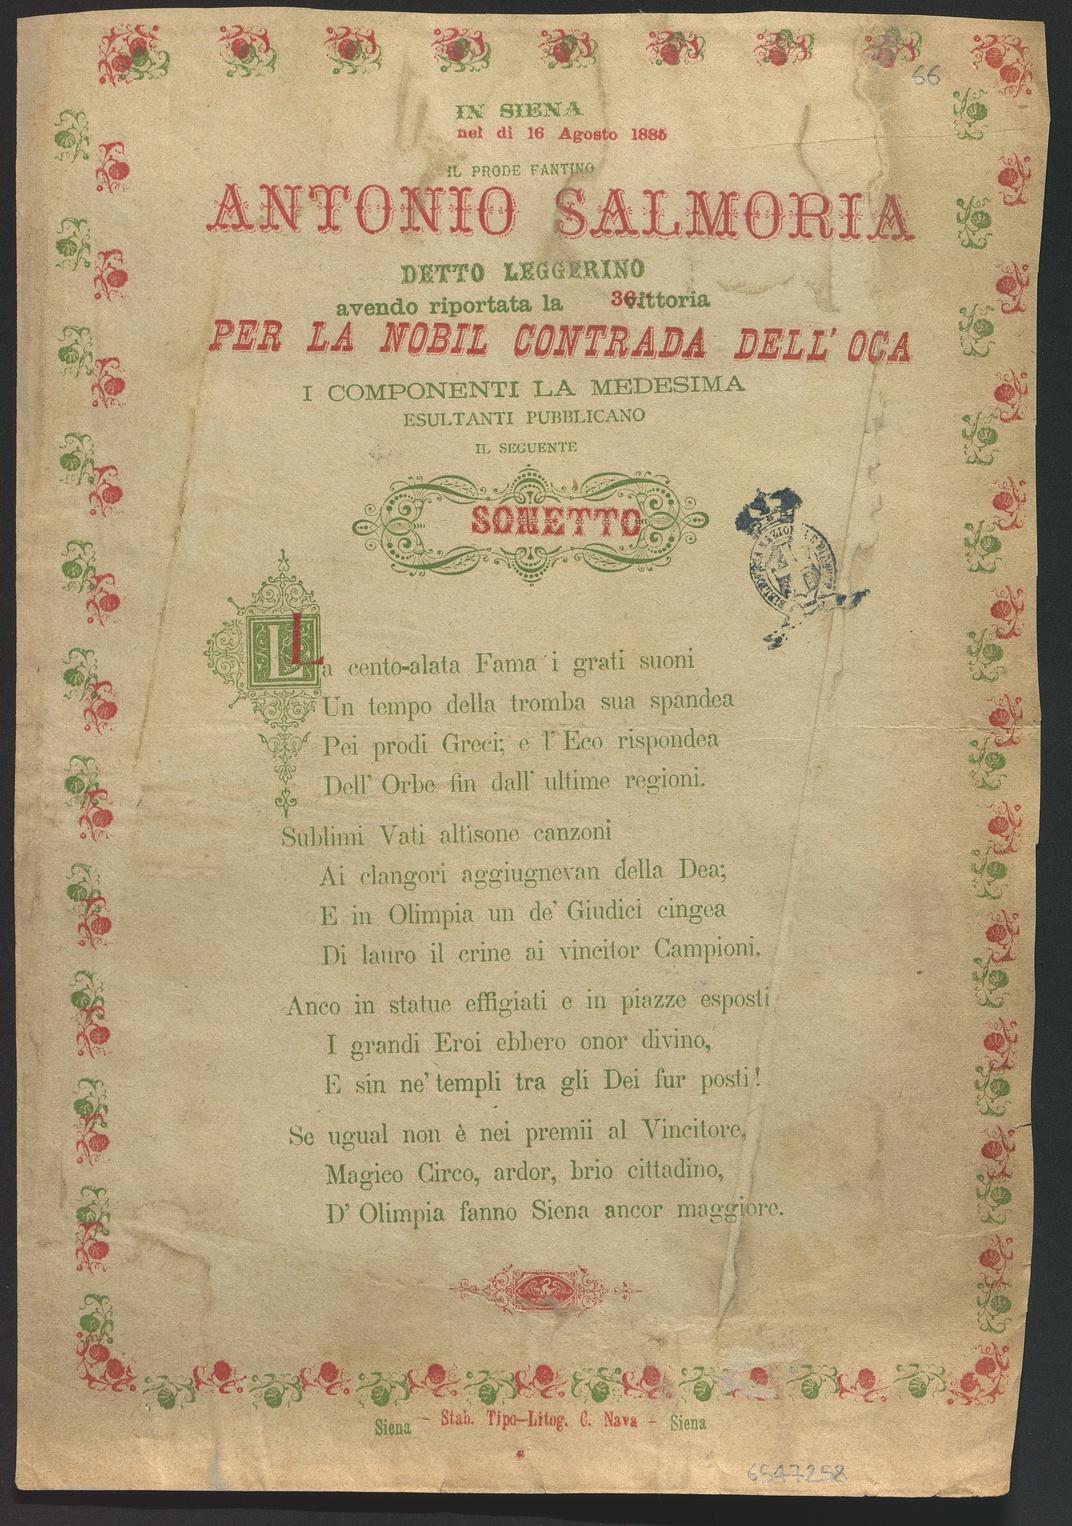 66
IN SIENA
nel di 16 Agosto 1885
IL PRODE FANTINO
ANTONIO SALMORIA
DETTO LEGGERINO
avendo riportata la 36 vittoria
PER LA NOBIL CONTRADA DELL' OCA
I COMPONENTI LA MEDESIMA
ESULTANTI PUBBLICANO
IL SEGUENTE
SONETTO
La cento-alata Fama i grati suoni
Un tempo della tromba sua spandea
Pei prodi Greci; e l'Eco rispondea
Dell' Orbe fin dall' ultime regioni.
Sublimi Vati altisone canzoni
Ai clangori aggiugnevan della Dea;
E in Olimpia un de' Giudici cingea
Di lauro il crine ai vincitor Campioni.
Anco in statue effigiati e in piazze esposti
I grandi Eroi ebbero onor divino,
E sin ne' templi tra gli Dei fur posti!
Se ugual non è nei premii al Vincitore,
Magico Circo, ardor, brio cittadino,
D' Olimpia fanno Siena ancor maggiore.
Siena - Stab. Tipo-Litog. C. Nava - Siena
6547258